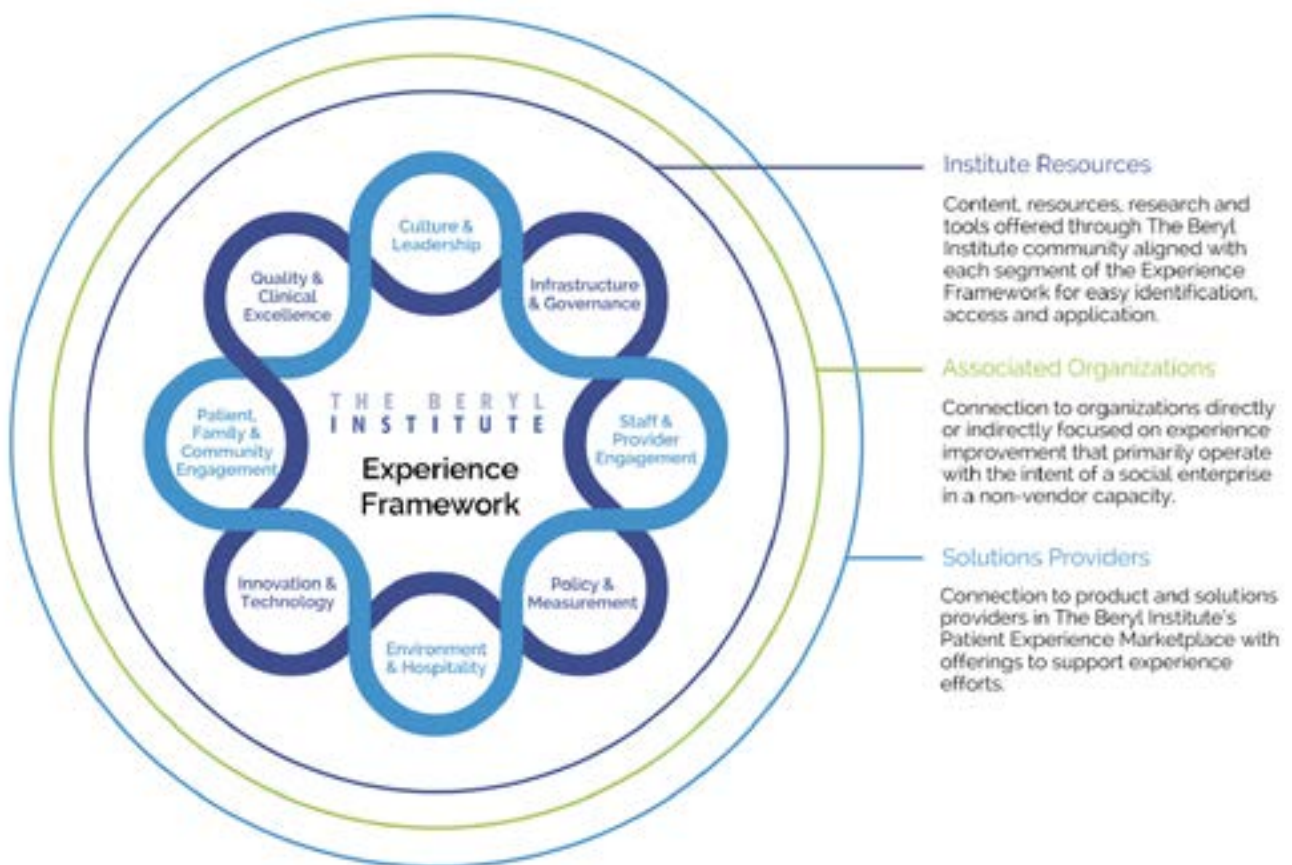 Culture &
Leadership
Infrastructure
& Governance
Quality &
Clinical
Excellence
Patient,
Family &
Community
Engagement
THE BERYL
INSTITUTE
Experience
Framework
Staff &
Provider
Engagement
Innovation &
Technology
Policy &
Measurement
Environment
& Hospitality
Institute Resources
Content, resources, research and
tools offered through The Beryl
Institute community aligned with
each segment of the Experience
Framework for easy identification,
access and application.
Associated Organizations
Connection to organizations directly
or indirectly focused on experience
improvement that primarily operate
with the intent of a social enterprise
in a non-vendor capacity.
Solutions Providers
Connection to product and solutions
providers in The Beryl Institute's
Patient Experience Marketplace with
offerings to support experience
efforts.